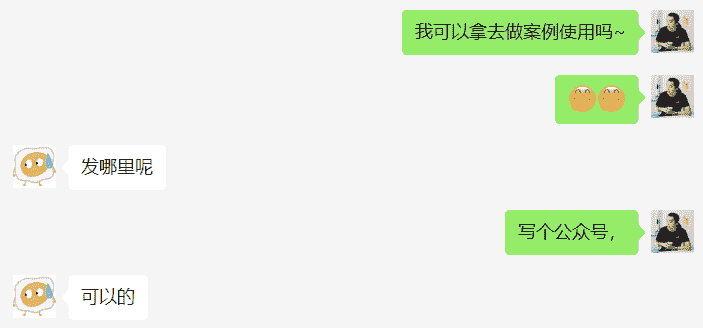 我可以拿去做案例使用吗~
发哪里呢
写个公众号，
可以的